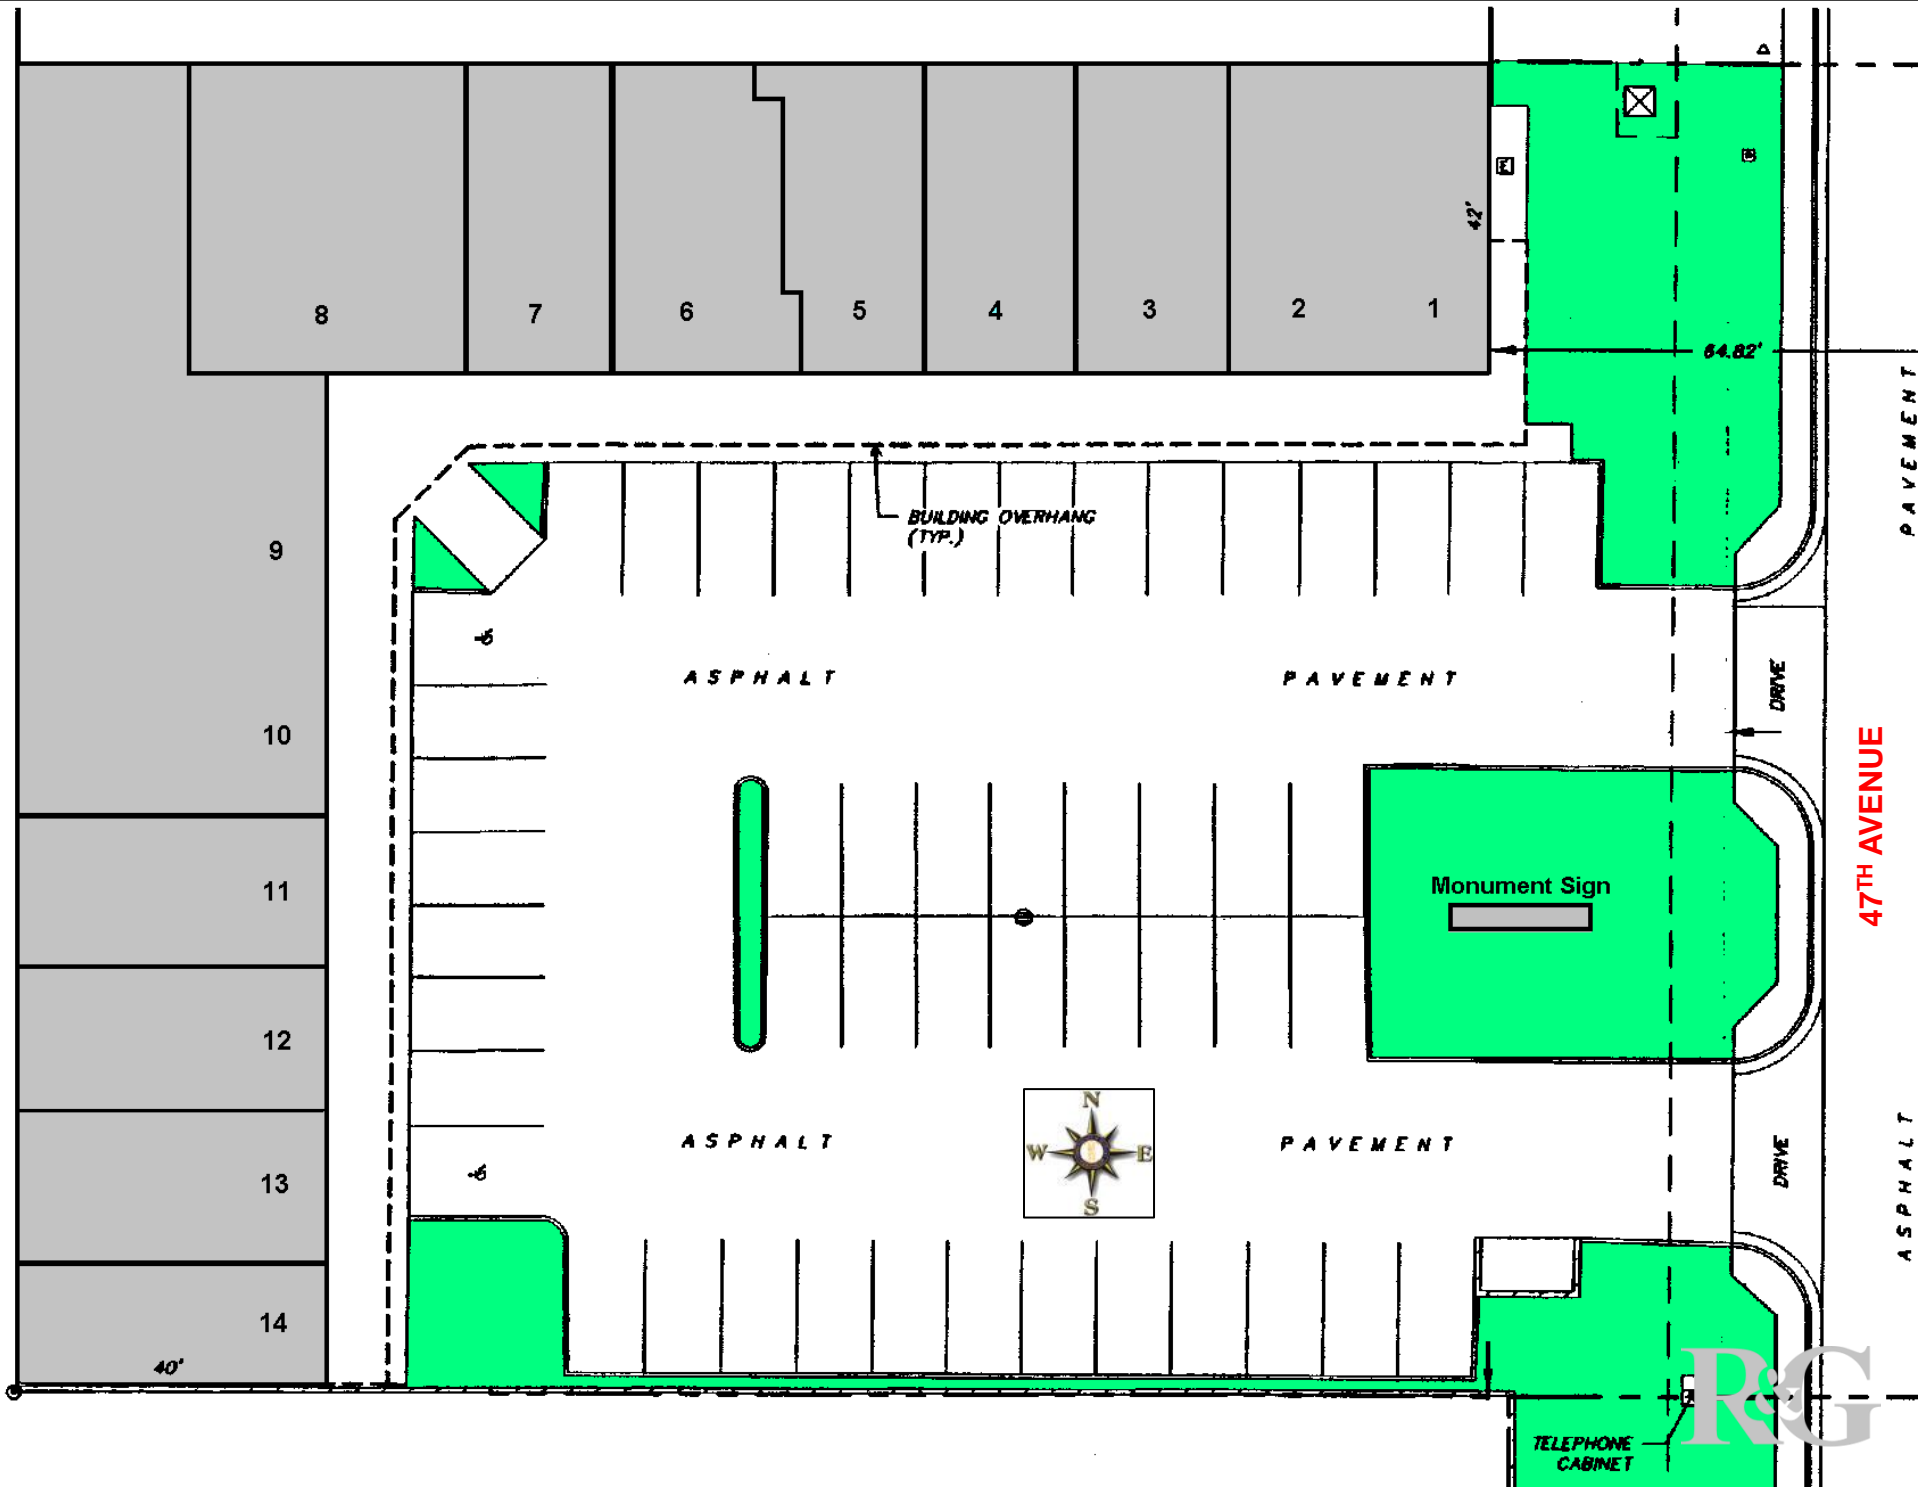 42'
8
7
6
5
4
3
2
1
64.82'
PAVEMENT
BUILDING OVERHANG
(TYP.)
9
ASPHALT
PAVEMENT
DRIVE
10
47TH AVENUE
Monument Sign
11
12
N
W
E
S
ASPHALT
PAVEMENT
DRIVE
ASPHALT
13
14
40'
R&G
TELEPHONE
CABINET